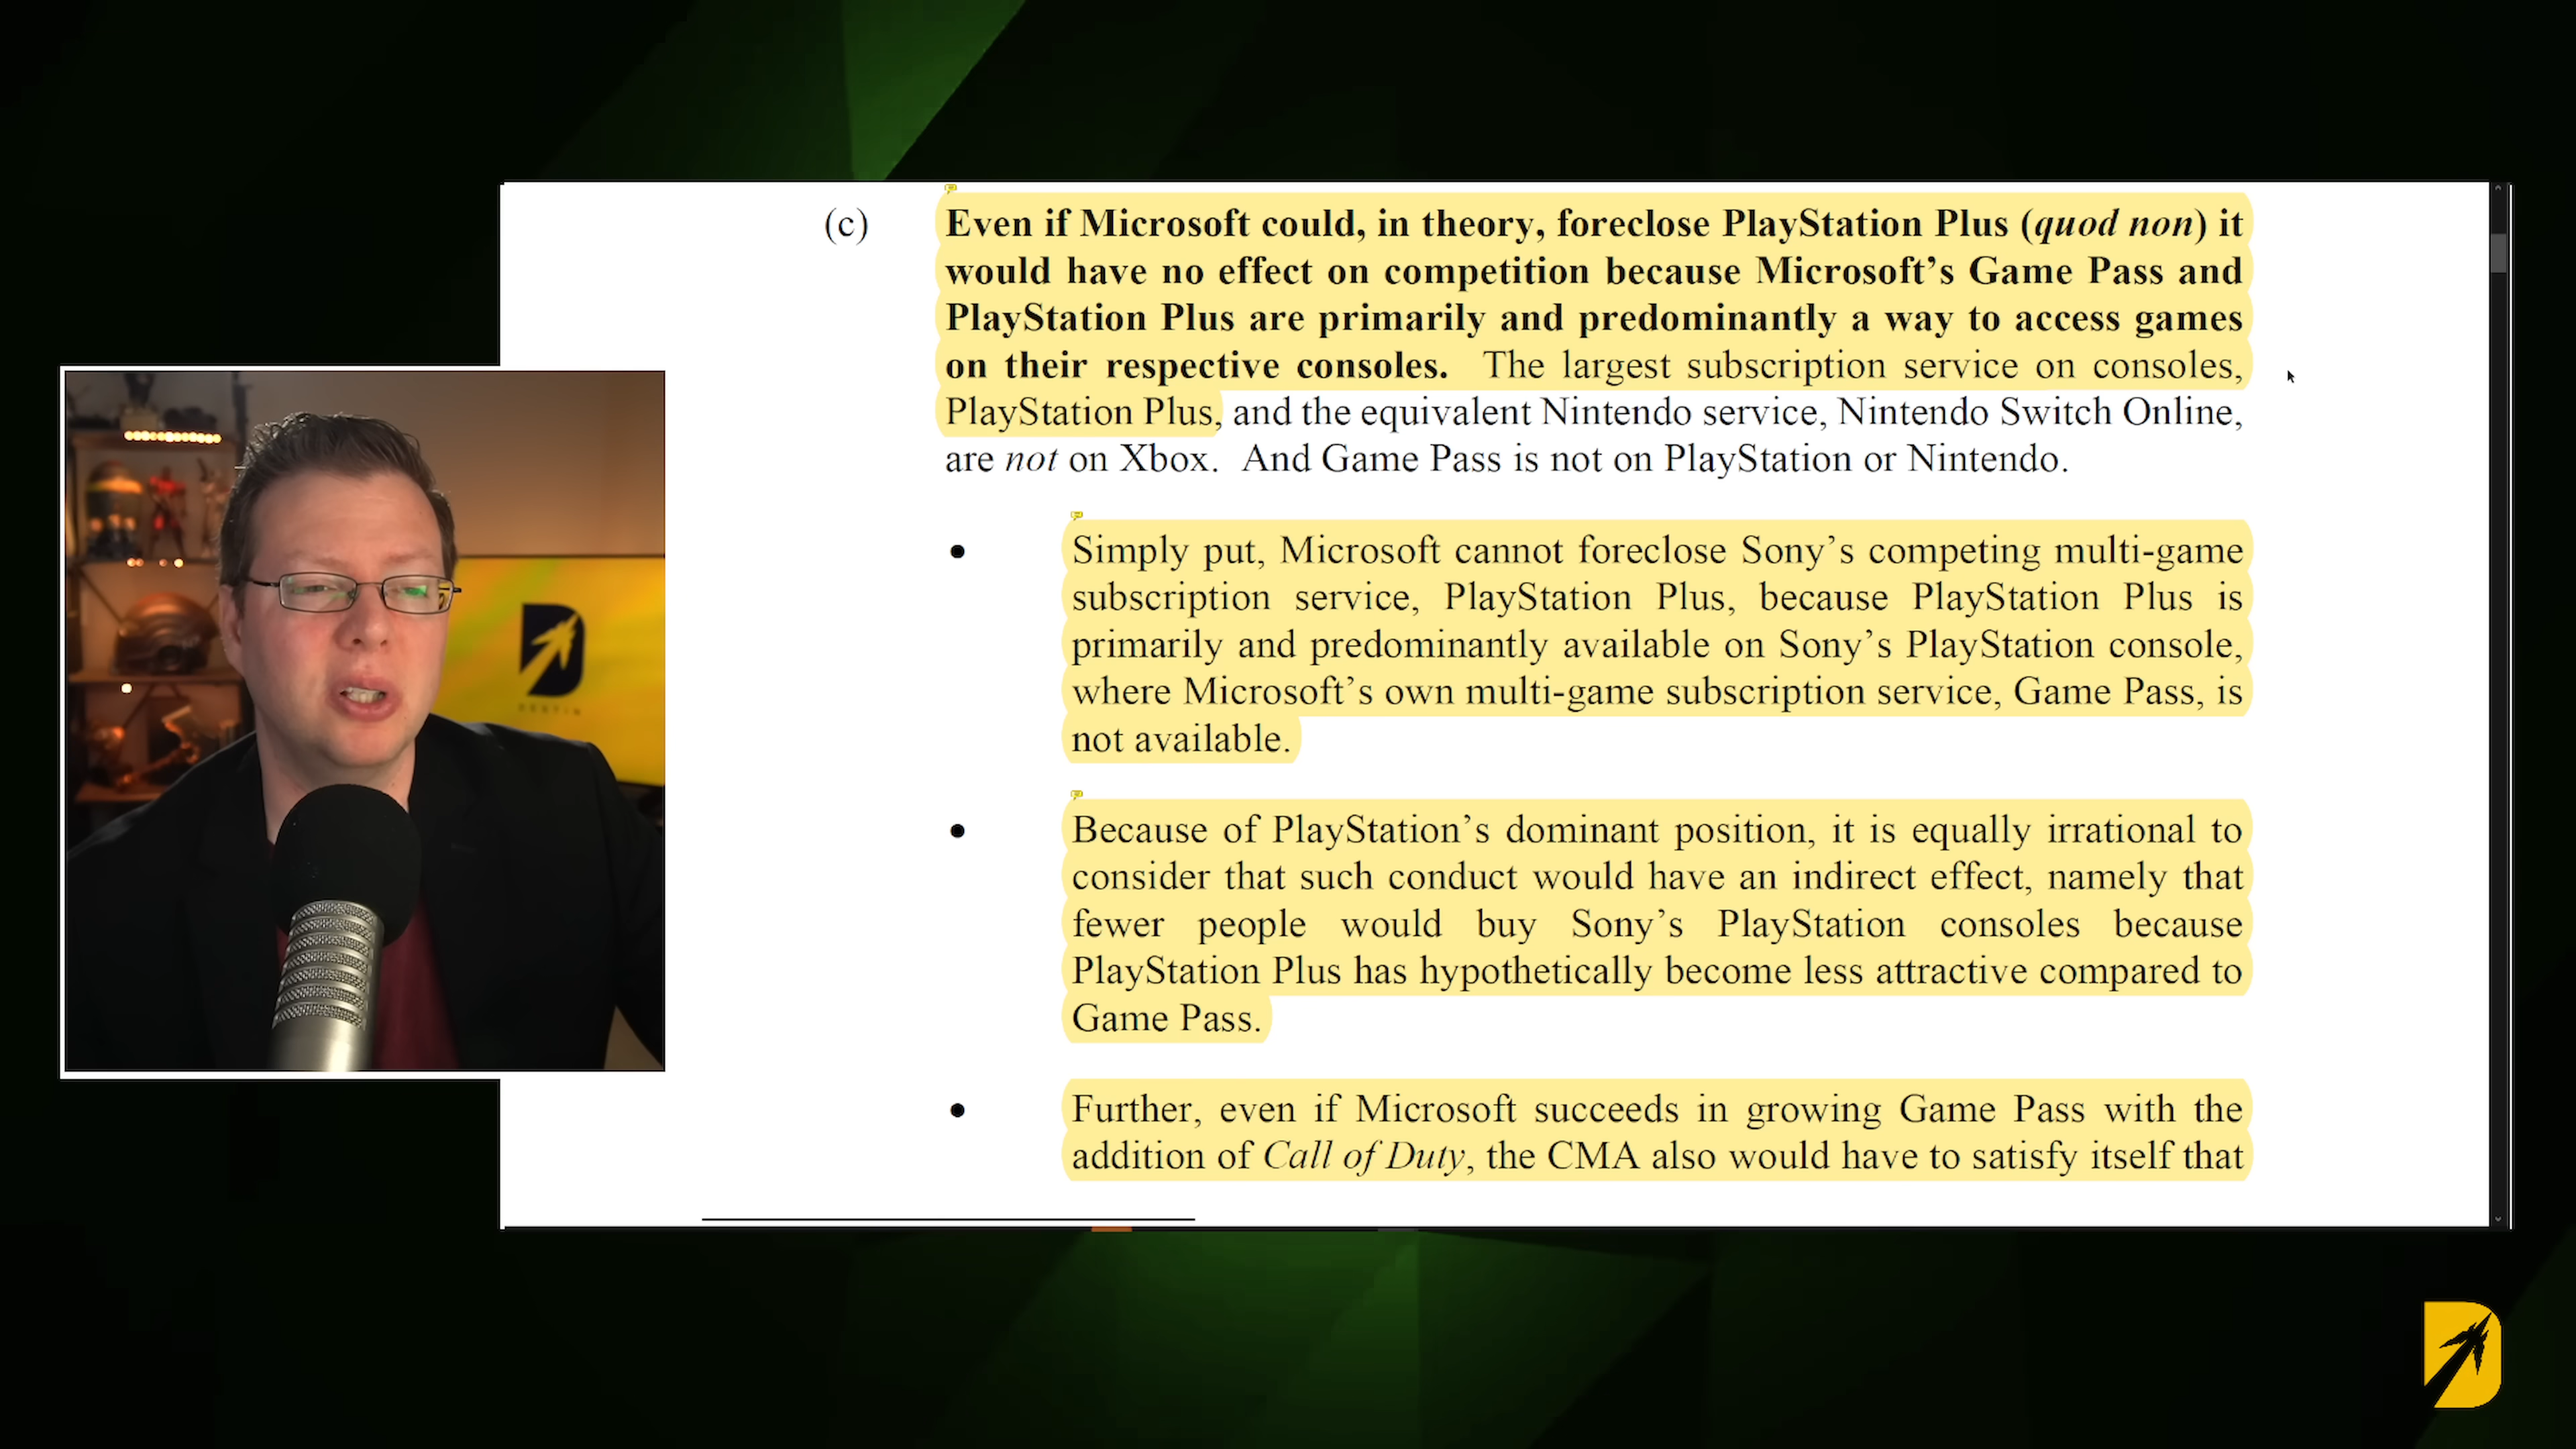 (c) Even if Microsoft could, in theory, foreclose PlayStation Plus (quod non) it
would have no effect on competition because Microsoft’s Game Pass and
PlayStation Plus are primarily and predominantly a way to access games
on their respective consoles. The largest subscription service on consoles,
PlayStation Plus, and the equivalent Nintendo service, Nintendo Switch Online,
are not on Xbox. And Game Pass is not on PlayStation or Nintendo.
• Simply put, Microsoft cannot foreclose Sony’s competing multi-game
subscription service, PlayStation Plus, because PlayStation Plus is
primarily and predominantly available on Sony’s PlayStation console,
where Microsoft’s own multi-game subscription service, Game Pass, is
not available.
• Because of PlayStation’s dominant position, it is equally irrational to
consider that such conduct would have an indirect effect, namely that
fewer people would buy Sony’s PlayStation consoles because
PlayStation Plus has hypothetically become less attractive compared to
Game Pass.
• Further, even if Microsoft succeeds in growing Game Pass with the
addition of Call of Duty, the CMA also would have to satisfy itself that
D
DESTIN
D